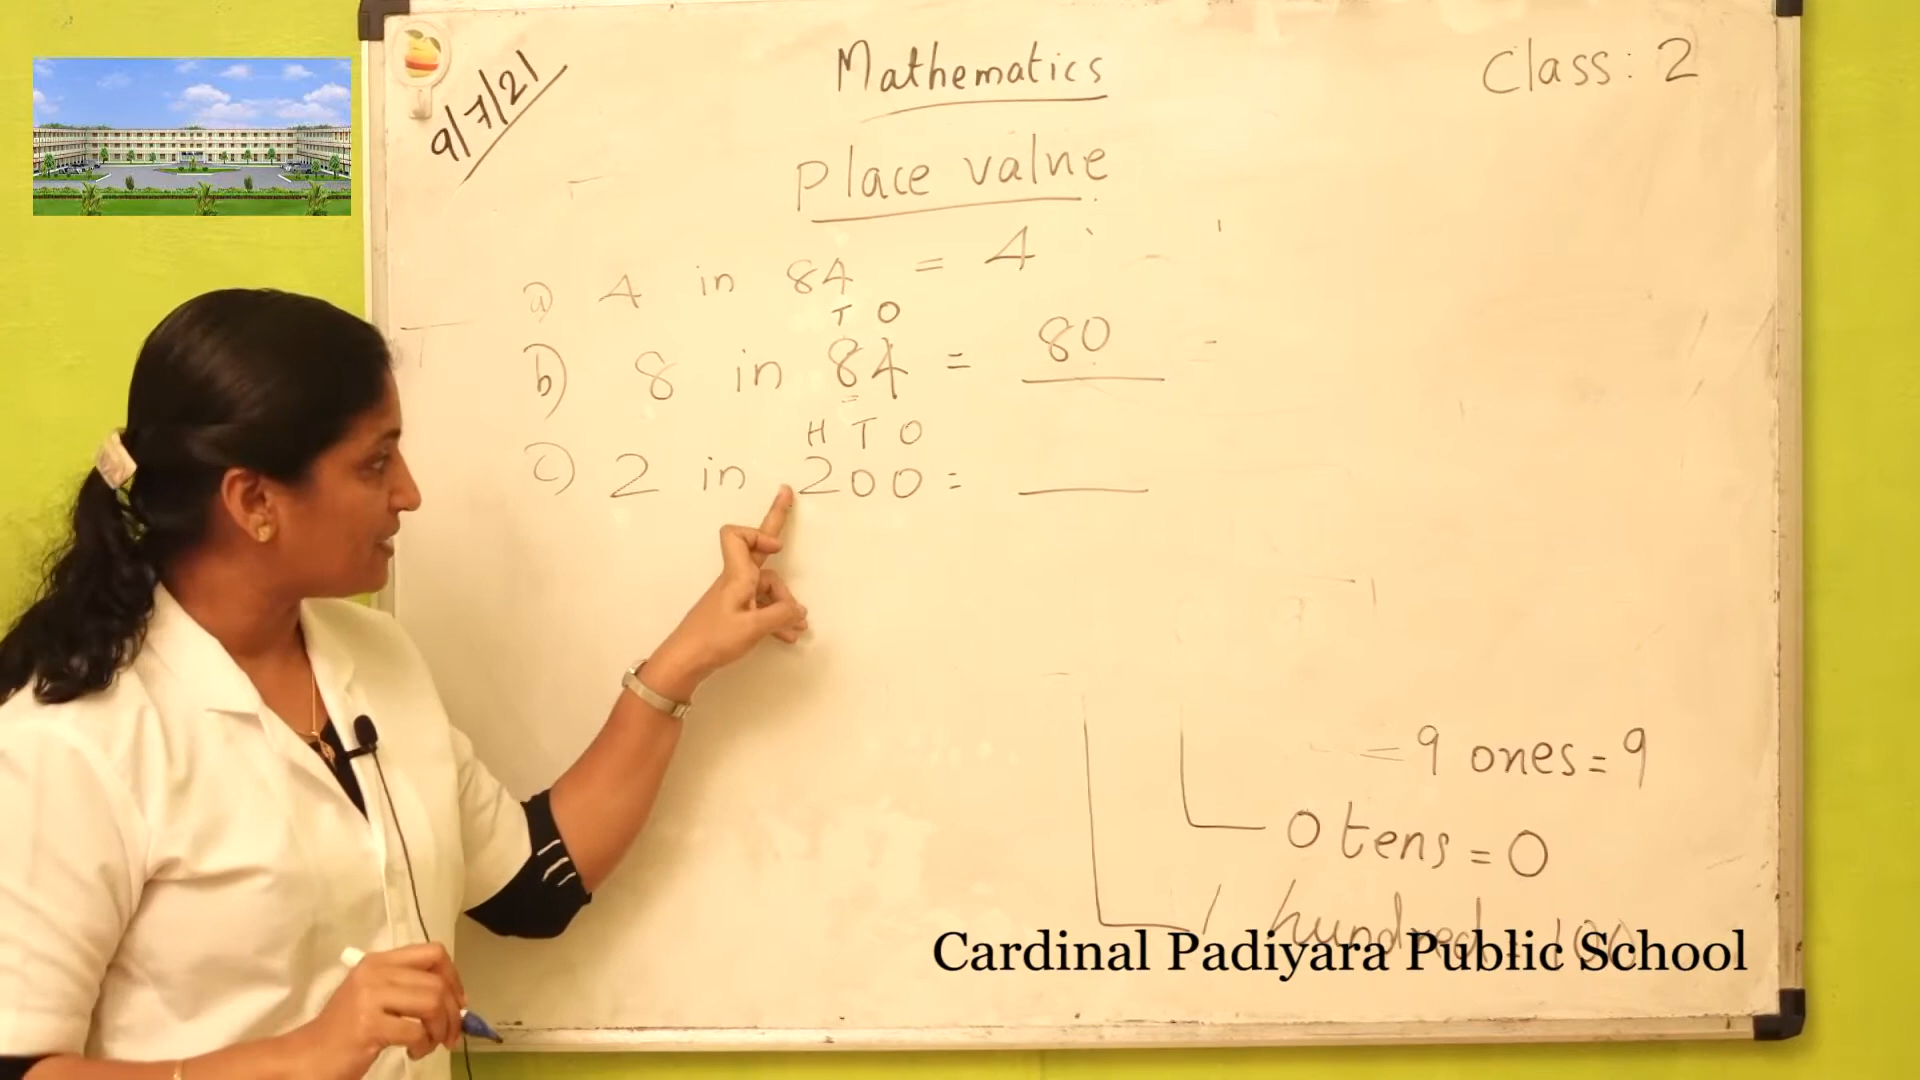 9/7/21
Mathematics
Class: 2
Place value
a) 4 in 84 = 4
T O
b) 8 in 84 = 80
H T O
c) 2 in 200 = ___
= 9 ones = 9
0 tens = 0
1 hundred = 100
Cardinal Padiyara Public School